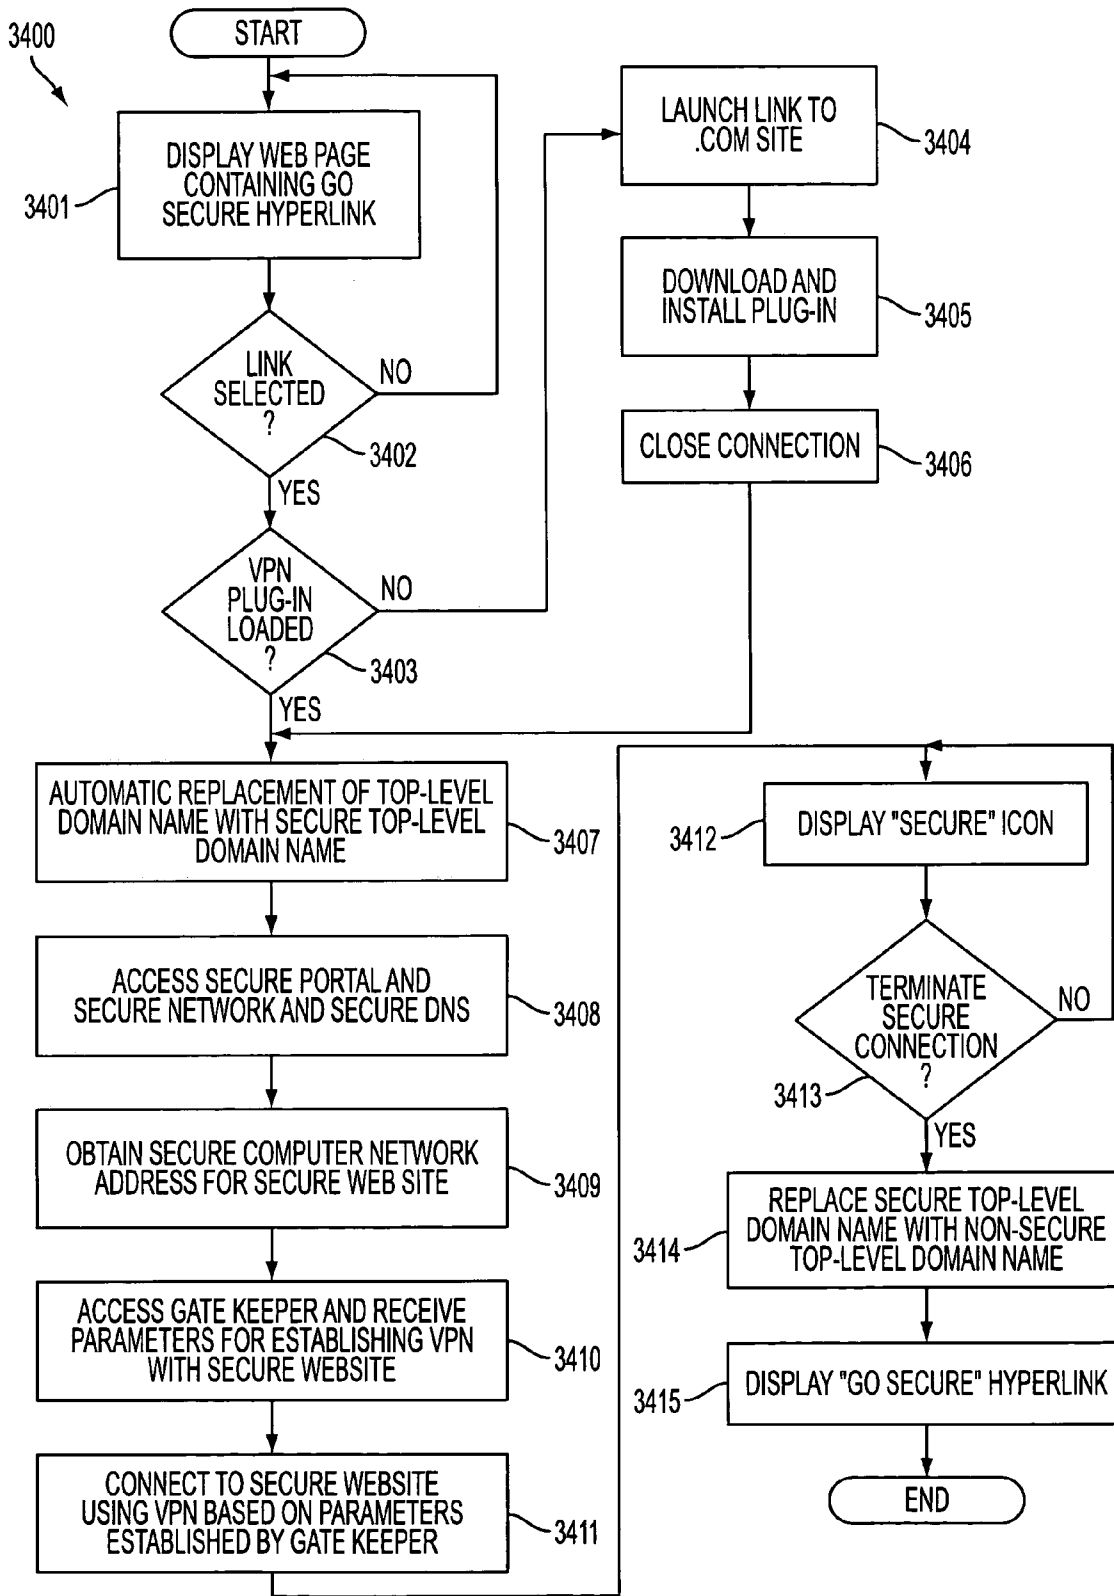 3400
START
DISPLAY WEB PAGE
CONTAINING GO
SECURE HYPERLINK
3401
LINK
SELECTED
?
NO
3402
YES
VPN
PLUG-IN
LOADED
?
NO
3403
YES
LAUNCH LINK TO
.COM SITE
3404
DOWNLOAD AND
INSTALL PLUG-IN
3405
CLOSE CONNECTION
3406
AUTOMATIC REPLACEMENT OF TOP-LEVEL
DOMAIN NAME WITH SECURE TOP-LEVEL
DOMAIN NAME
3407
ACCESS SECURE PORTAL AND
SECURE NETWORK AND SECURE DNS
3408
OBTAIN SECURE COMPUTER NETWORK
ADDRESS FOR SECURE WEB SITE
3409
ACCESS GATE KEEPER AND RECEIVE
PARAMETERS FOR ESTABLISHING VPN
WITH SECURE WEBSITE
3410
CONNECT TO SECURE WEBSITE
USING VPN BASED ON PARAMETERS
ESTABLISHED BY GATE KEEPER
3411
DISPLAY "SECURE" ICON
3412
TERMINATE
SECURE
CONNECTION
?
NO
3413
YES
REPLACE SECURE TOP-LEVEL
DOMAIN NAME WITH NON-SECURE
TOP-LEVEL DOMAIN NAME
3414
DISPLAY "GO SECURE" HYPERLINK
3415
END